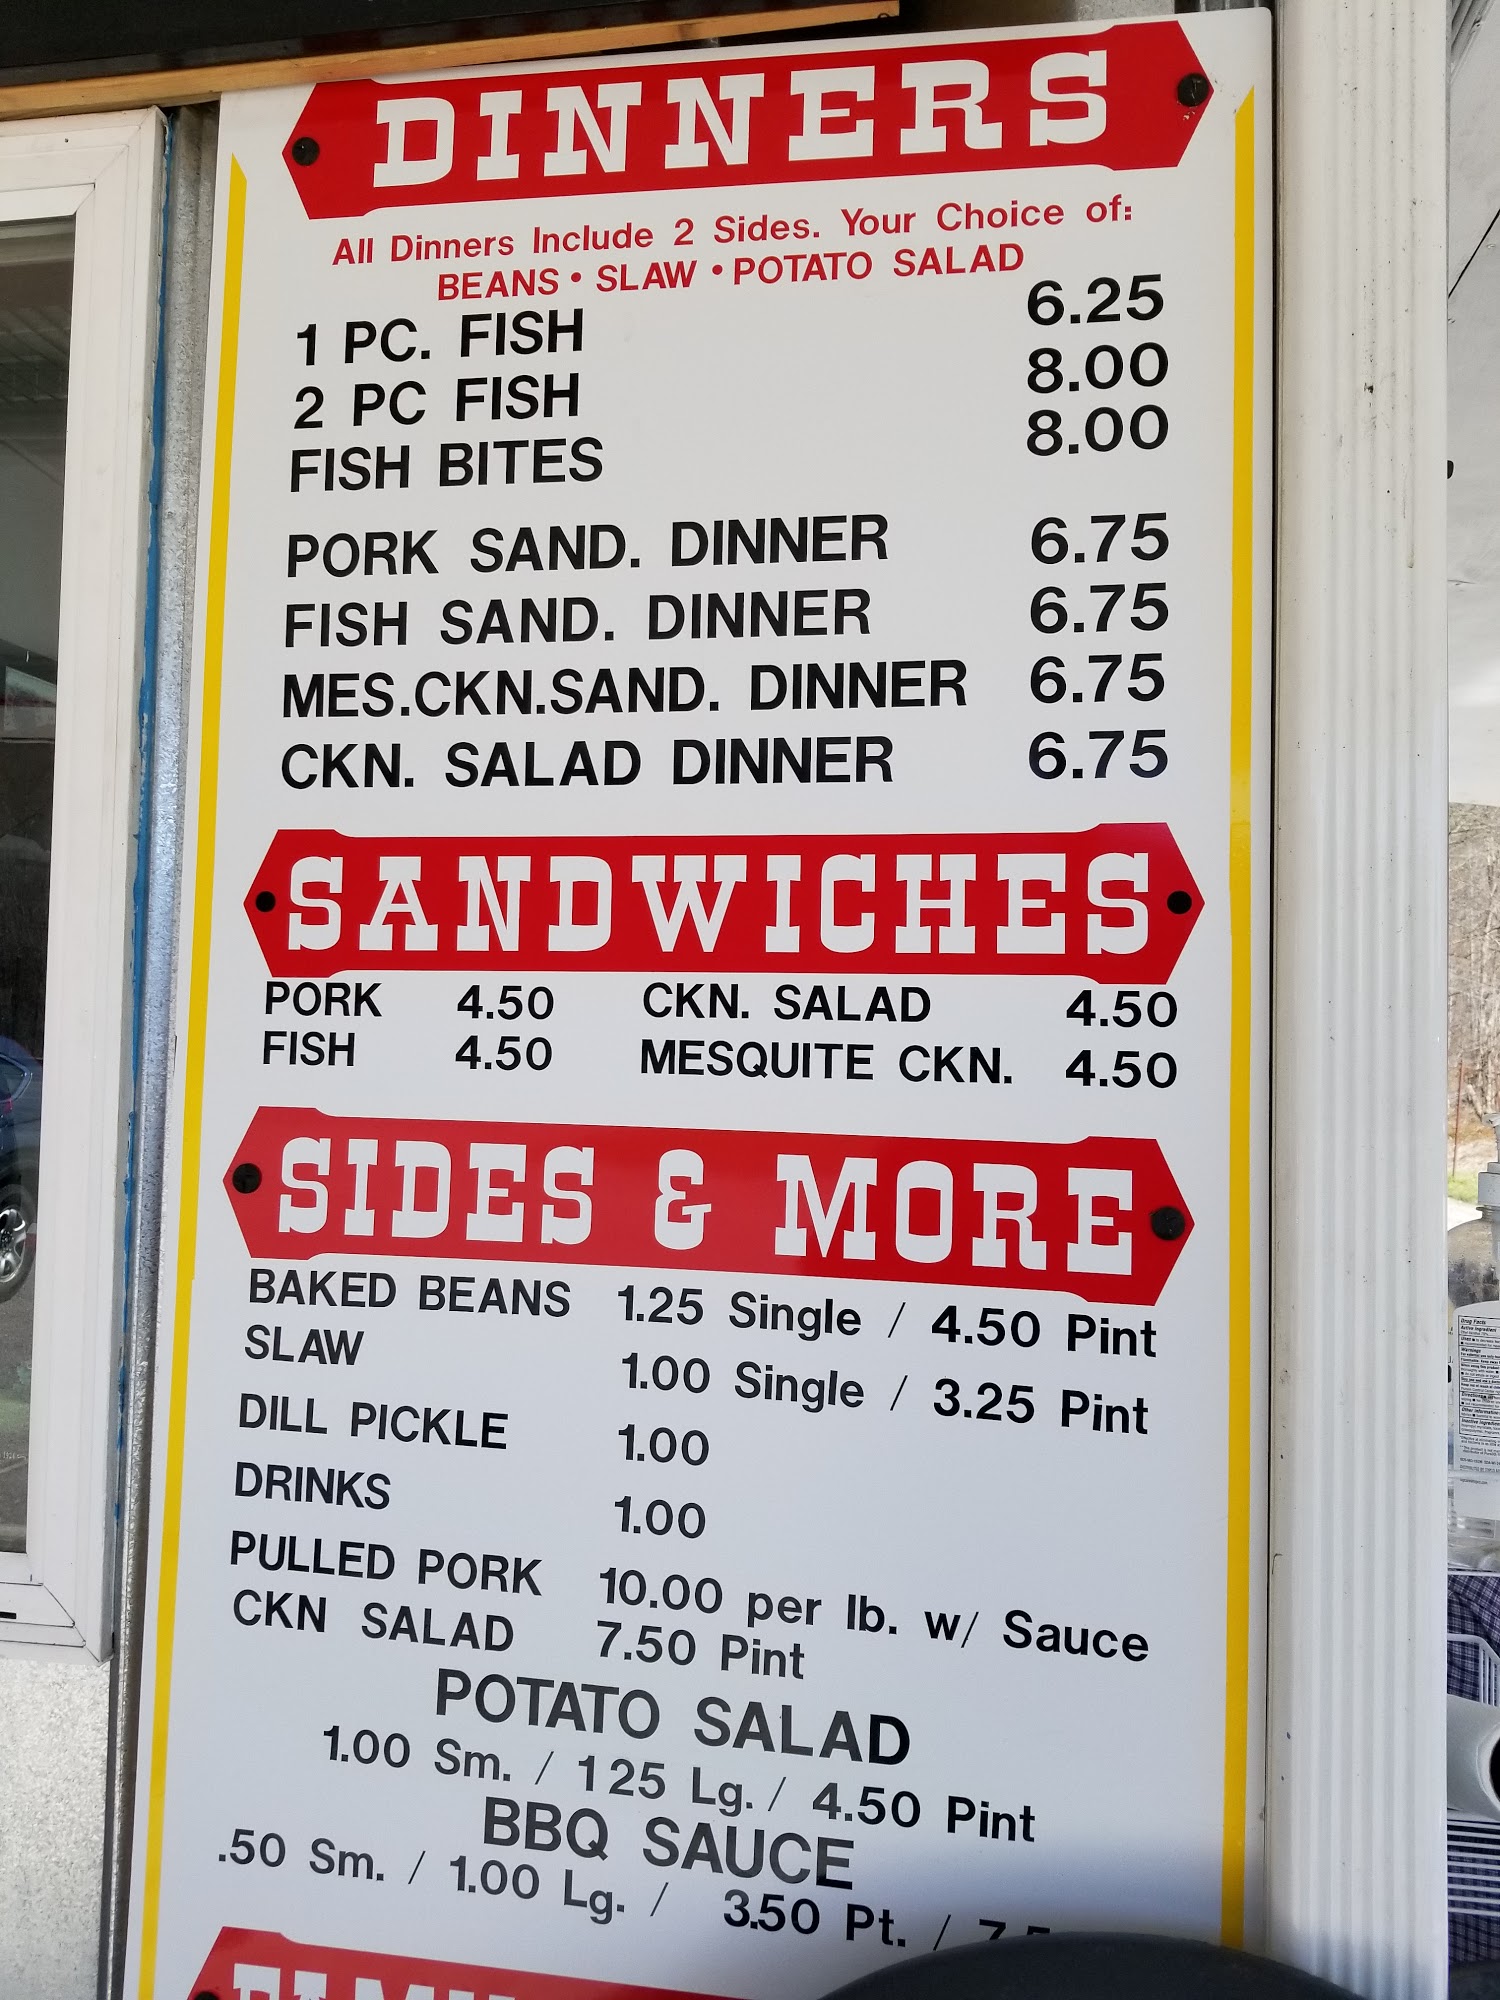 DINNERS
All Dinners Include 2 Sides. Your Choice of:
BEANS • SLAW • POTATO SALAD
1 PC. FISH 6.25
2 PC FISH 8.00
FISH BITES 8.00
PORK SAND. DINNER 6.75
FISH SAND. DINNER 6.75
MES.CKN.SAND. DINNER 6.75
CKN. SALAD DINNER 6.75
SANDWICHES
PORK 4.50 CKN. SALAD 4.50
FISH 4.50 MESQUITE CKN. 4.50
SIDES & MORE
BAKED BEANS 1.25 Single / 4.50 Pint
SLAW 1.00 Single / 3.25 Pint
DILL PICKLE 1.00
DRINKS 1.00
PULLED PORK 10.00 per lb. w/ Sauce
CKN SALAD 7.50 Pint
POTATO SALAD
1.00 Sm. / 125 Lg. / 4.50 Pint
BBQ SAUCE
.50 Sm. / 1.00 Lg. / 3.50 Pt. /
Drug Facts